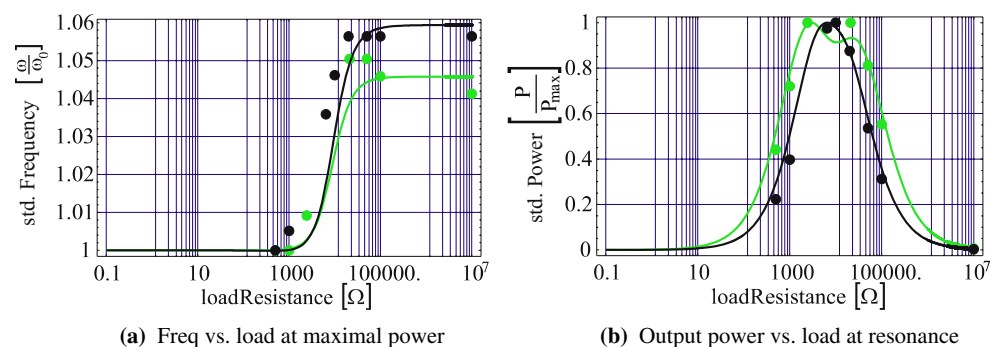 std. Frequency [ω/ω0]
1.06
1.05
1.04
1.03
1.02
1.01
1
0.1 10 1000 100000. 10^7
loadResistance [Ω]
(a) Freq vs. load at maximal power
std. Power [P/Pmax]
1
0.8
0.6
0.4
0.2
0
0.1 10 1000 100000. 10^7
loadResistance [Ω]
(b) Output power vs. load at resonance